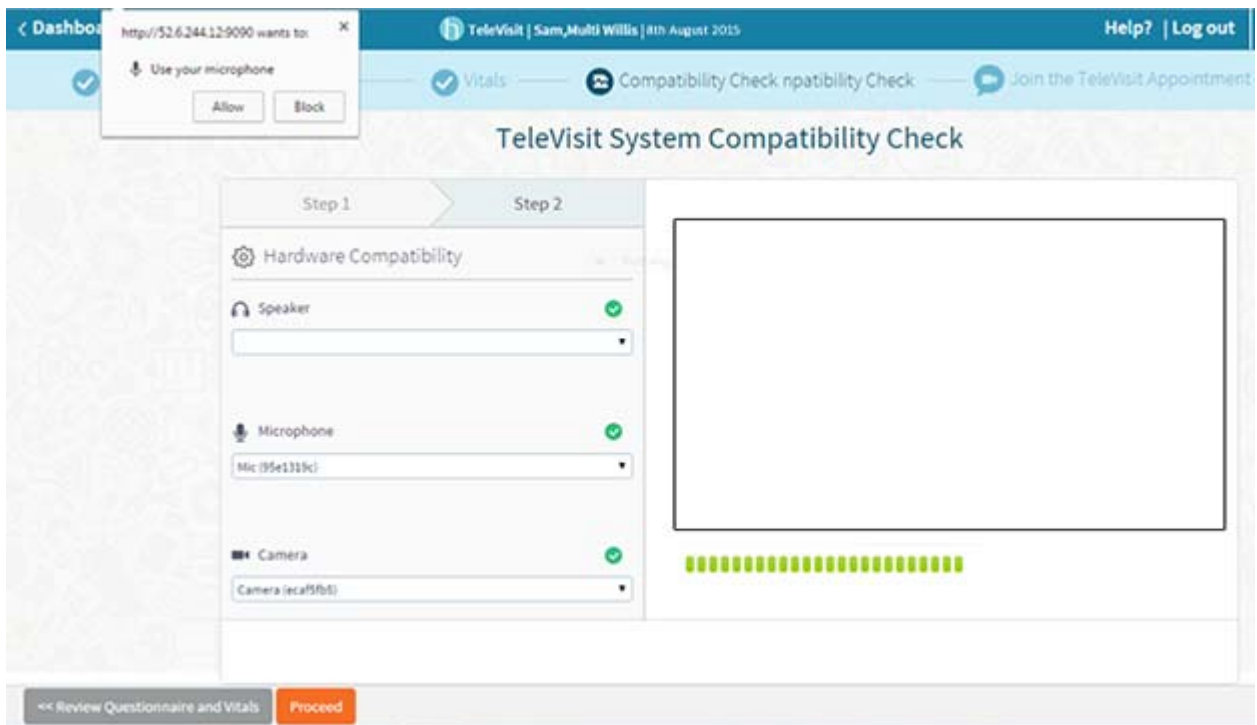 < Dashboa
TeleVisit | Sam,Multi Willis | 8th August 2015
Help? | Log out
http://52.6.244.12:9090 wants to:
Use your microphone
Allow Block
Vitals
Compatibility Check npatibility Check
Join the TeleVisit Appointment
TeleVisit System Compatibility Check
Step 1
Step 2
Hardware Compatibility
Speaker
Microphone
Mic (95e1319c)
Camera
Camera (ecaf5fb5)
<< Review Questionnaire and Vitals
Proceed